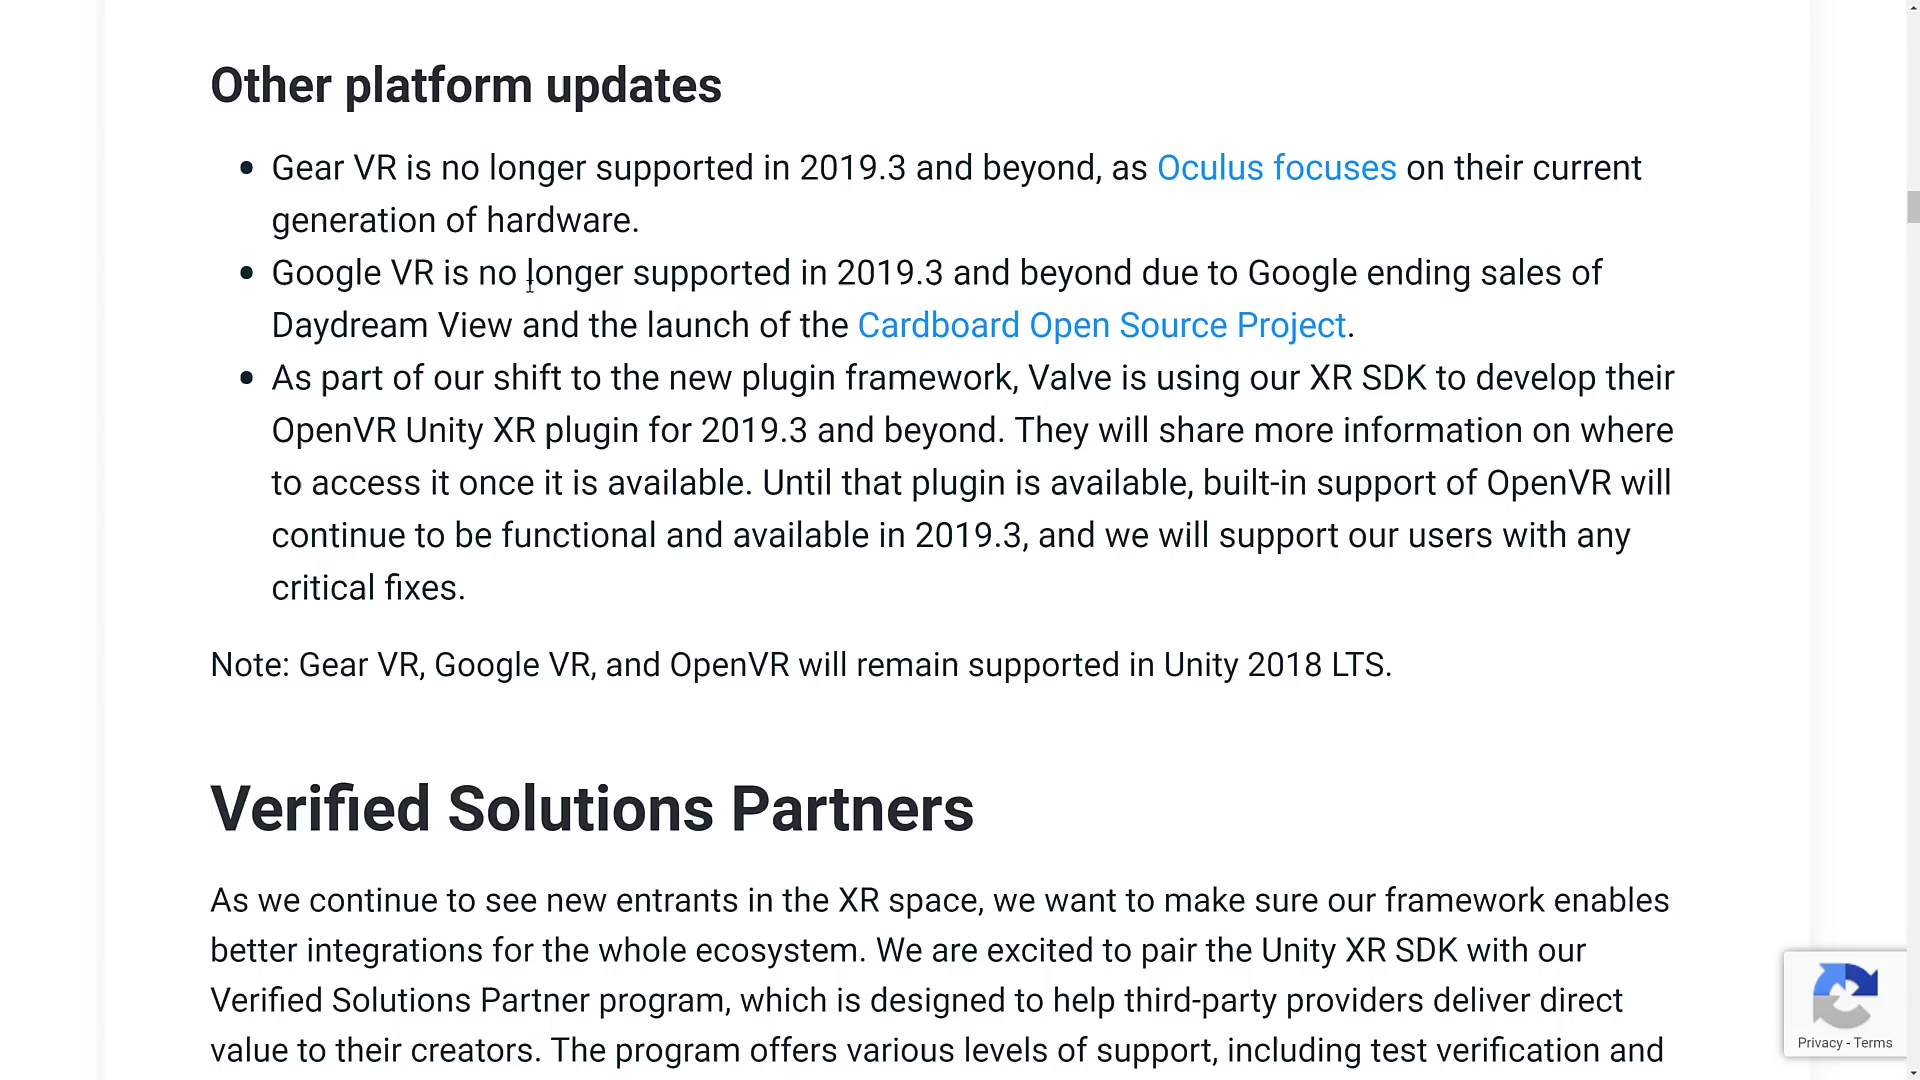 Other platform updates
Gear VR is no longer supported in 2019.3 and beyond, as Oculus focuses on their current
generation of hardware.
Google VR is no longer supported in 2019.3 and beyond due to Google ending sales of
Daydream View and the launch of the Cardboard Open Source Project.
As part of our shift to the new plugin framework, Valve is using our XR SDK to develop their
OpenVR Unity XR plugin for 2019.3 and beyond. They will share more information on where
to access it once it is available. Until that plugin is available, built-in support of OpenVR will
continue to be functional and available in 2019.3, and we will support our users with any
critical fixes.
Note: Gear VR, Google VR, and OpenVR will remain supported in Unity 2018 LTS.
Verified Solutions Partners
As we continue to see new entrants in the XR space, we want to make sure our framework enables
better integrations for the whole ecosystem. We are excited to pair the Unity XR SDK with our
Verified Solutions Partner program, which is designed to help third-party providers deliver direct
value to their creators. The program offers various levels of support, including test verification and
Privacy - Terms